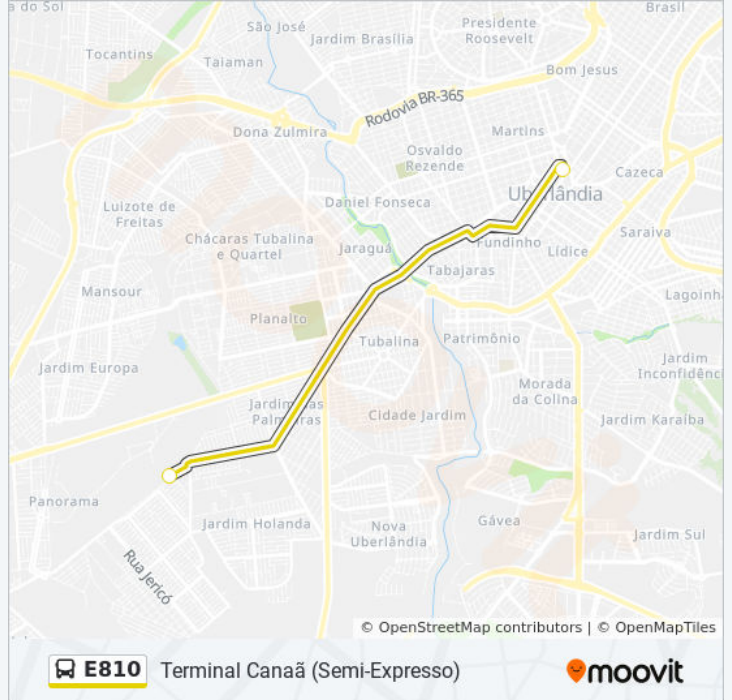 a do Sol
São José
Jardim Brasília
Presidente
Roosevelt
Brasil
Tocantins
Taiaman
Bom Jesus
Rodovia BR-365
Dona Zulmira
Martins
Osvaldo
Rezende
Cazeca
Uberlândia
Daniel Fonseca
Luizote de
Freitas
Chácaras Tubalina
e Quartel
Jaraguá
Fundinho
Lídice
Saraiva
Tabajaras
Mansour
Lagoinha
Planalto
Tubalina
Patrimônio
Jardim Europa
Jardim
Inconfidênc
Morada
da Colina
Jardim das
Palmeiras
Cidade Jardim
Jardim Karaíba
Panorama
Jardim Holanda
Nova
Uberlândia
Gávea
Jardim Sul
Rua Jericó
© OpenStreetMap contributors | © OpenMapTiles
E810 Terminal Canaã (Semi-Expresso)
moovit